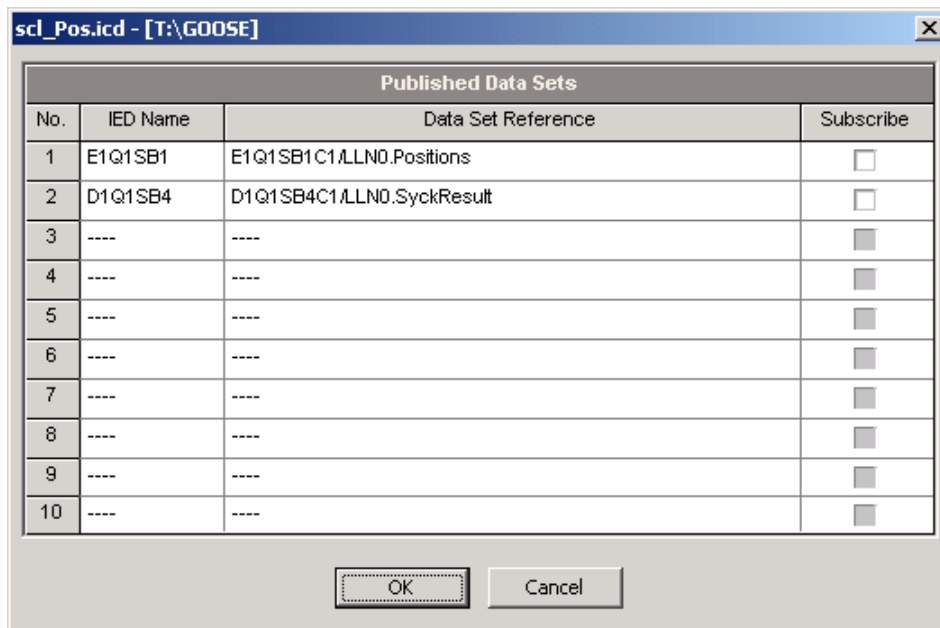 scl_Pos.icd - [T:\GOOSE]
Published Data Sets
No. IED Name Data Set Reference Subscribe
1 E1Q1SB1 E1Q1SB1C1/LLN0.Positions
2 D1Q1SB4 D1Q1SB4C1/LLN0.SyckResult
3 ---- ----
4 ---- ----
5 ---- ----
6 ---- ----
7 ---- ----
8 ---- ----
9 ---- ----
10 ---- ----
OK Cancel